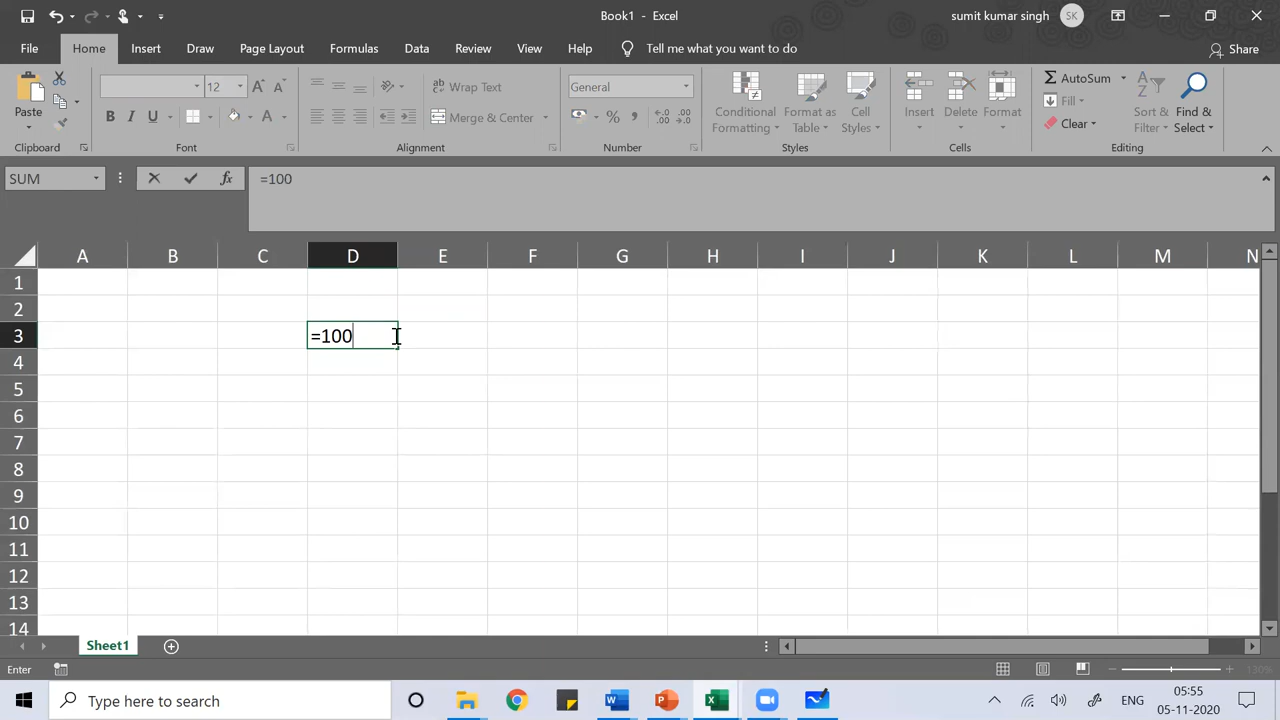 Book1 - Excel
sumit kumar singh
SK
File
Home
Insert
Draw
Page Layout
Formulas
Data
Review
View
Help
Tell me what you want to do
Share
Paste
Clipboard
12
A
A
B
I
U
A
Font
ab
Wrap Text
Merge & Center
Alignment
General
%
Number
Conditional
Formatting
Format as
Table
Cell
Styles
Styles
Insert
Delete
Format
Cells
AutoSum
Fill
Clear
Sort &
Filter
Find &
Select
Editing
SUM
fx
=100
A B C D E F G H I J K L M N
1
2
3 =100
4
5
6
7
8
9
10
11
12
13
14
Sheet1
Enter
130%
Type here to search
ENG
05:55
05-11-2020